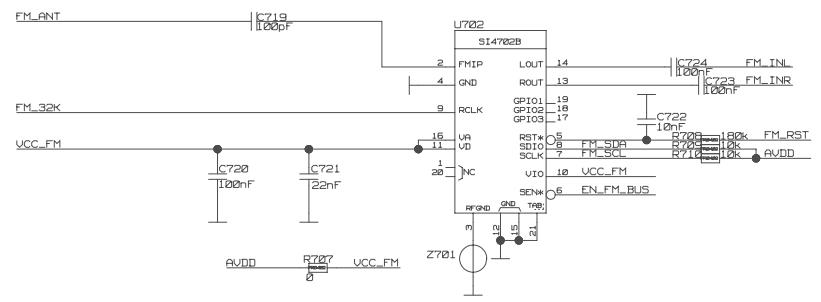 FM_ANT
C719
100pF
U702
SI4702B
2 FMIP LOUT 14
C724
100nF
FM_INL
4 GND ROUT 13
C723
100nF
FM_INR
GPIO1 19
GPIO2 18
GPIO3 17
FM_32K
9 RCLK
C722
10nF
VCC_FM
16 VA
11 VD
RST* 5
R708 180k FM_RST
SDIO 8 FM_SDA R709 10k
SCLK 7 FM_SCL R710 10k AVDD
C720
100nF
C721
22nF
1
20 NC
VIO 10 VCC_FM
SEN* 6 EN_FM_BUS
RFGND GND TAB
3 12 15 21
Z701
AVDD R707 VCC_FM
0